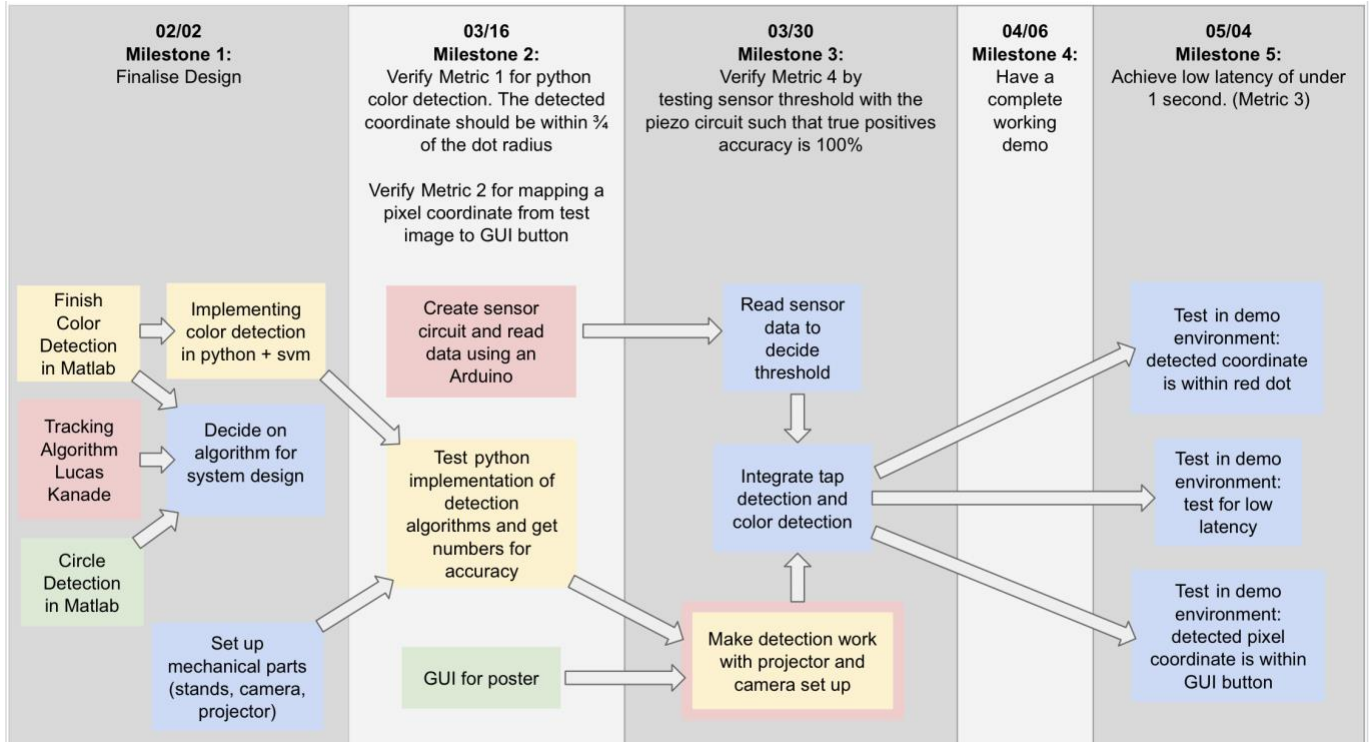 02/02
Milestone 1:
Finalise Design
03/16
Milestone 2:
Verify Metric 1 for python
color detection. The detected
coordinate should be within ¾
of the dot radius
Verify Metric 2 for mapping a
pixel coordinate from test
image to GUI button
03/30
Milestone 3:
Verify Metric 4 by
testing sensor threshold with the
piezo circuit such that true positives
accuracy is 100%
04/06
Milestone 4:
Have a
complete
working
demo
05/04
Milestone 5:
Achieve low latency of under
1 second. (Metric 3)
Finish
Color
Detection
in Matlab
Implementing
color detection
in python + svm
Tracking
Algorithm
Lucas
Kanade
Decide on
algorithm for
system design
Circle
Detection
in Matlab
Set up
mechanical parts
(stands, camera,
projector)
Create sensor
circuit and read
data using an
Arduino
Test python
implementation of
detection
algorithms and get
numbers for
accuracy
GUI for poster
Read sensor
data to
decide
threshold
Integrate tap
detection and
color detection
Make detection work
with projector and
camera set up
Test in demo
environment:
detected coordinate
is within red dot
Test in demo
environment:
test for low
latency
Test in demo
environment:
detected pixel
coordinate is within
GUI button